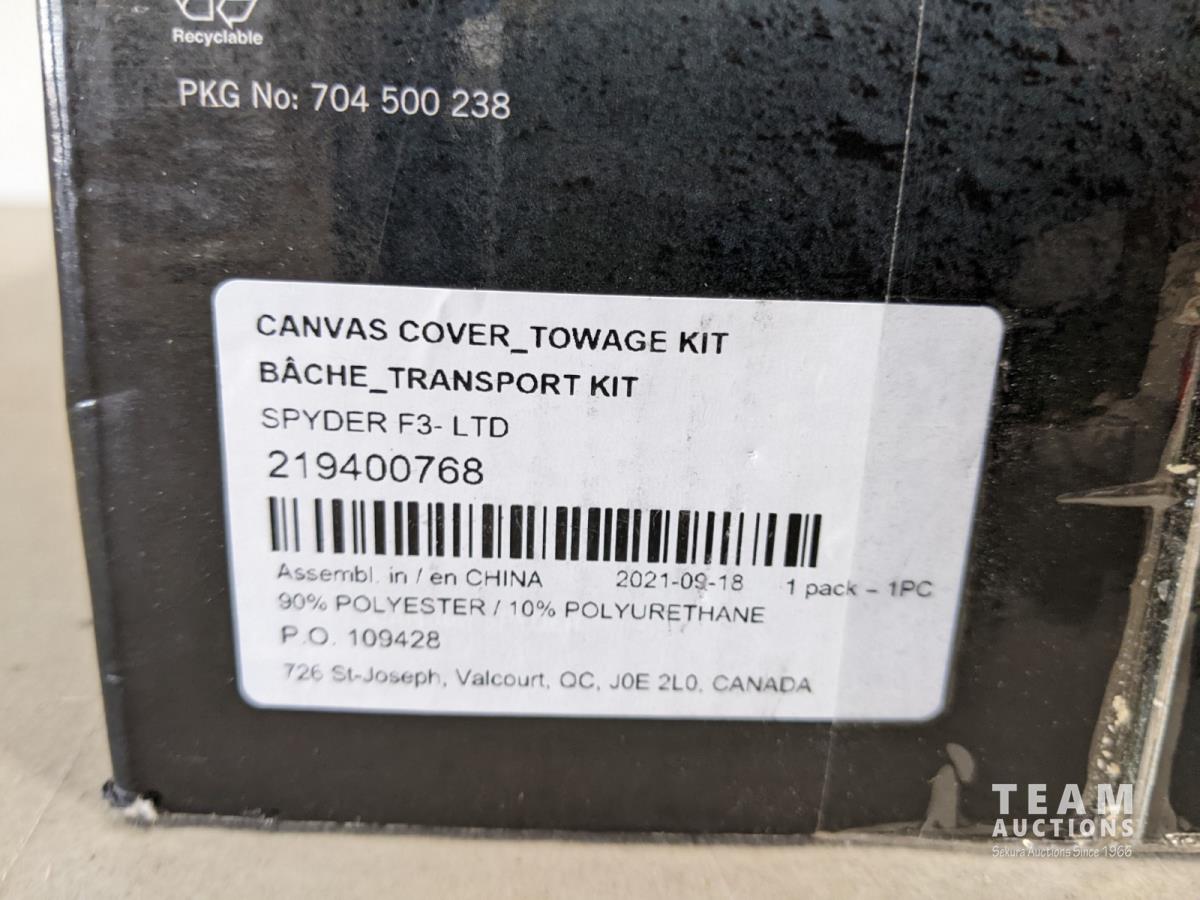 Recyclable
PKG No: 704 500 238
CANVAS COVER_TOWAGE KIT
BÂCHE_TRANSPORT KIT
SPYDER F3- LTD
219400768
Assembl. in / en CHINA 2021-09-18 1 pack - 1PC
90% POLYESTER / 10% POLYURETHANE
P.O. 109428
726 St-Joseph, Valcourt, QC, J0E 2L0, CANADA
TEAM
AUCTIONS
Sekura Auctions Since 1966